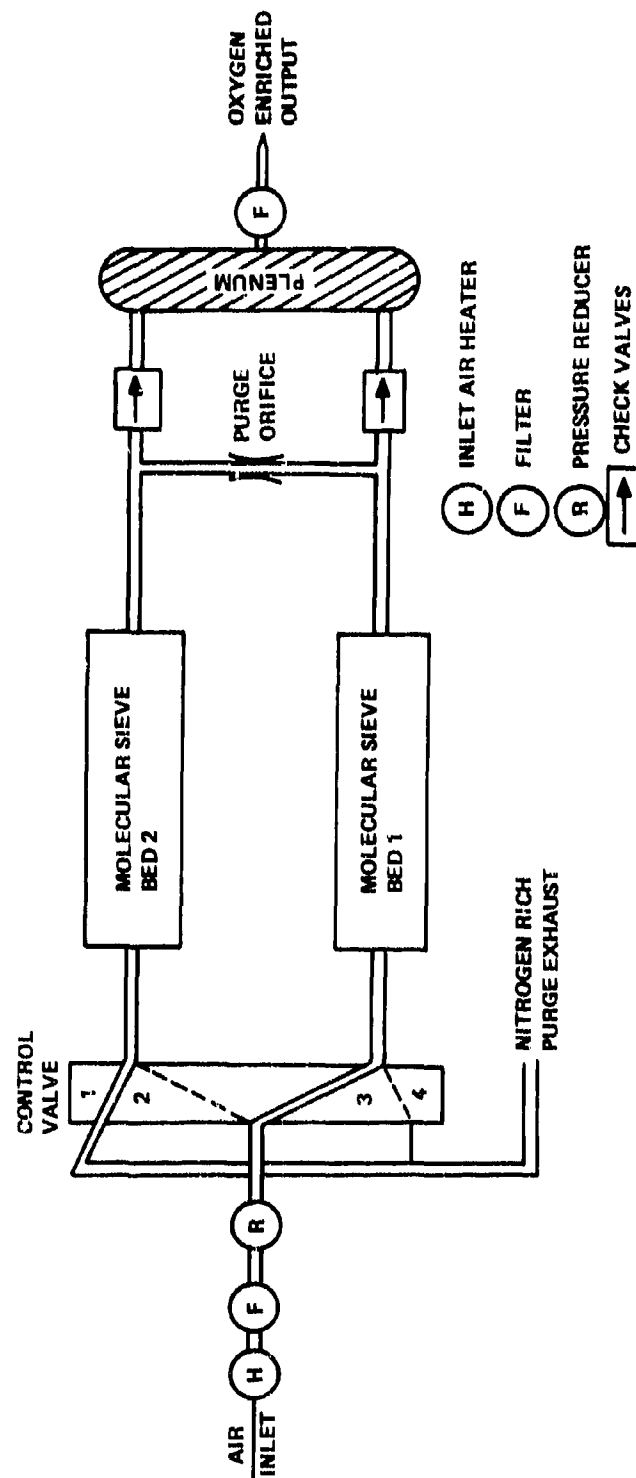 CONTROL
VALVE
1
2
3
4
AIR
INLET
H
F
R
MOLECULAR SIEVE
BED 2
MOLECULAR SIEVE
BED 1
NITROGEN RICH
PURGE EXHAUST
PURGE
ORIFICE
PLENUM
F
OXYGEN
ENRICHED
OUTPUT
H INLET AIR HEATER
F FILTER
R PRESSURE REDUCER
CHECK VALVES